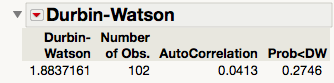 Durbin-Watson
Durbin- Number
Watson of Obs. AutoCorrelation Prob<DW
1.8837161 102 0.0413 0.2746